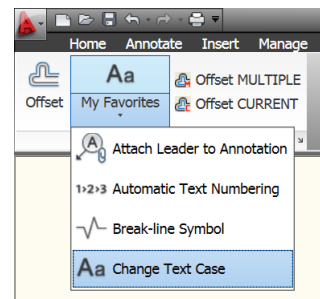 Home Annotate Insert Manage
Aa
Offset My Favorites
Offset MULTIPLE
Offset CURRENT
A Attach Leader to Annotation
1›2›3 Automatic Text Numbering
Break-line Symbol
Aa Change Text Case